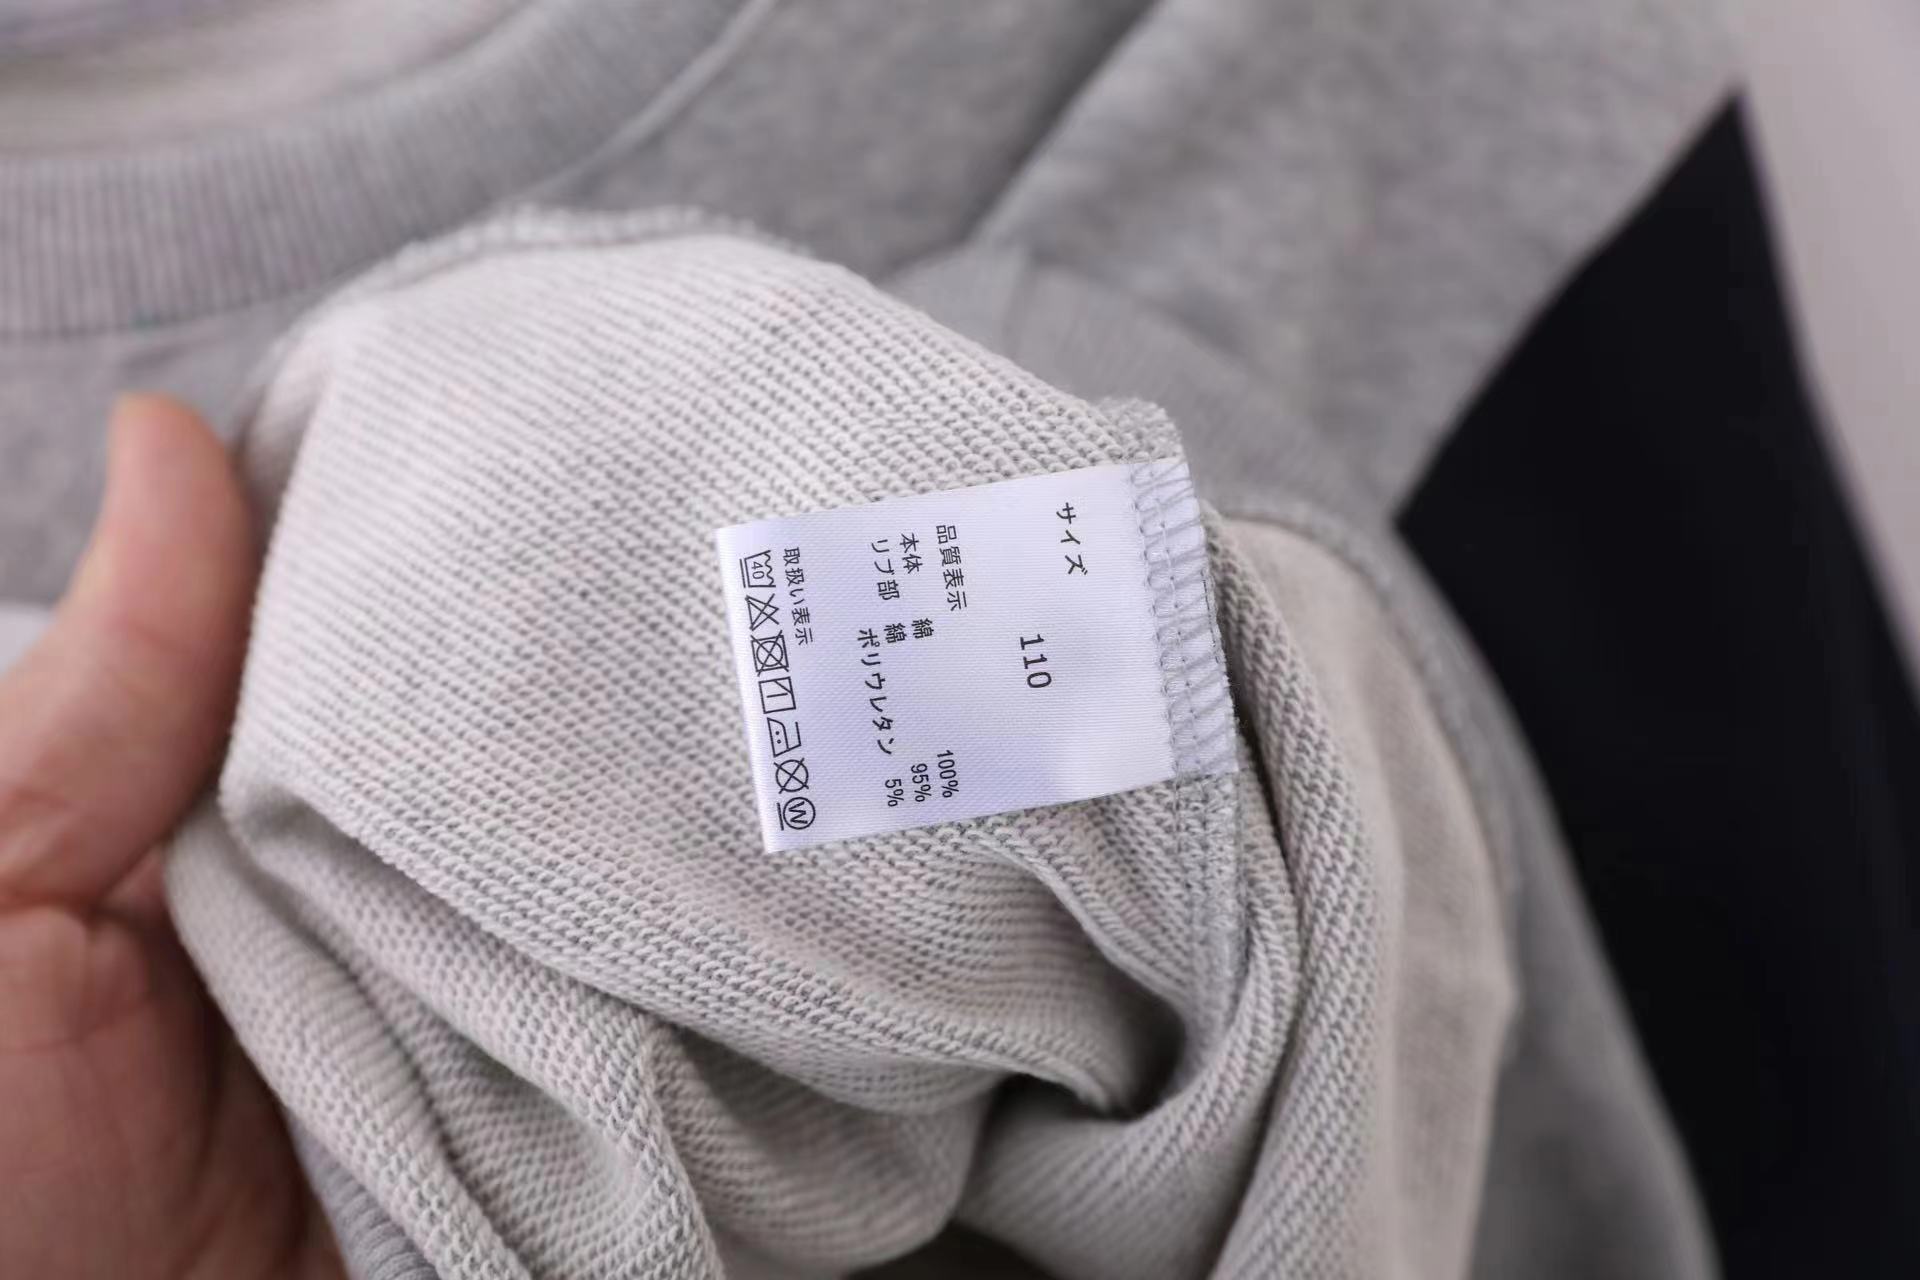 サイズ
110
品質表示
本体 綿 100%
リブ部 綿 95%
ポリウレタン 5%
取扱い表示
40
W